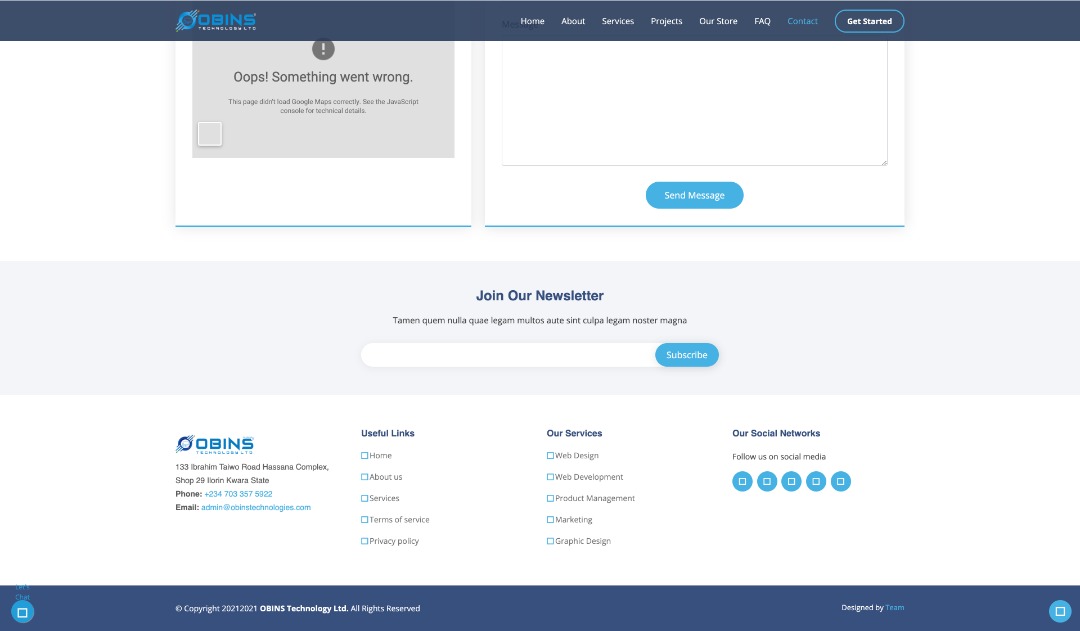 OBINS
TECHNOLOGY LTD
Home
About
Services
Projects
Our Store
FAQ
Contact
Get Started
Oops! Something went wrong.
This page didn't load Google Maps correctly. See the JavaScript
console for technical details.
Send Message
Join Our Newsletter
Tamen quem nulla quae legam multos aute sint culpa legam noster magna
Subscribe
OBINS
TECHNOLOGY LTD
133 Ibrahim Taiwo Road Hassana Complex,
Shop 29 Ilorin Kwara State
Phone: +234 703 357 5922
Email: admin@obinstechnologies.com
Useful Links
Home
About us
Services
Terms of service
Privacy policy
Our Services
Web Design
Web Development
Product Management
Marketing
Graphic Design
Our Social Networks
Follow us on social media
Let's
Chat
© Copyright 20212021 OBINS Technology Ltd. All Rights Reserved
Designed by Team